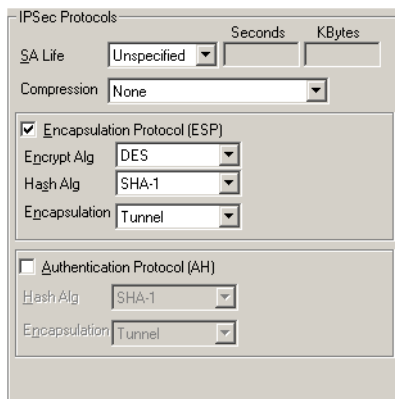 IPSec Protocols
Seconds KBytes
SA Life Unspecified
Compression None
Encapsulation Protocol (ESP)
Encrypt Alg DES
Hash Alg SHA-1
Encapsulation Tunnel
Authentication Protocol (AH)
Hash Alg SHA-1
Encapsulation Tunnel